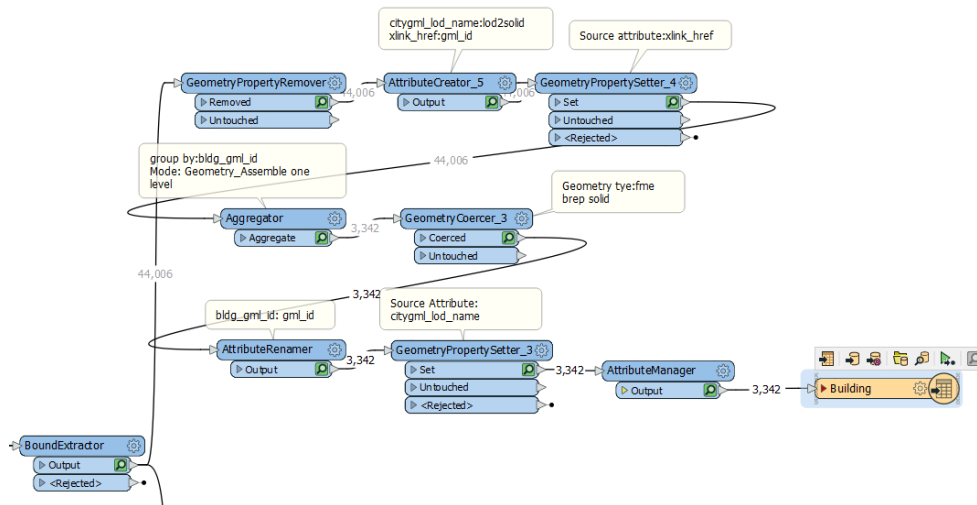 citygml_lod_name:lod2solid
xlink_href:gml_id
Source attribute:xlink_href
GeometryPropertyRemover
Removed
Untouched
44,006
AttributeCreator_5
Output
44,006
GeometryPropertySetter_4
Set
Untouched
<Rejected>
44,006
group by:bldg_gml_id
Mode: Geometry_Assemble one
level
Geometry tye:fme
brep solid
Aggregator
Aggregate
3,342
GeometryCoercer_3
Coerced
Untouched
44,006
3,342
bldg_gml_id: gml_id
Source Attribute:
citygml_lod_name
AttributeRenamer
Output
3,342
GeometryPropertySetter_3
Set
Untouched
<Rejected>
3,342
AttributeManager
Output
3,342
Building
BoundExtractor
Output
<Rejected>